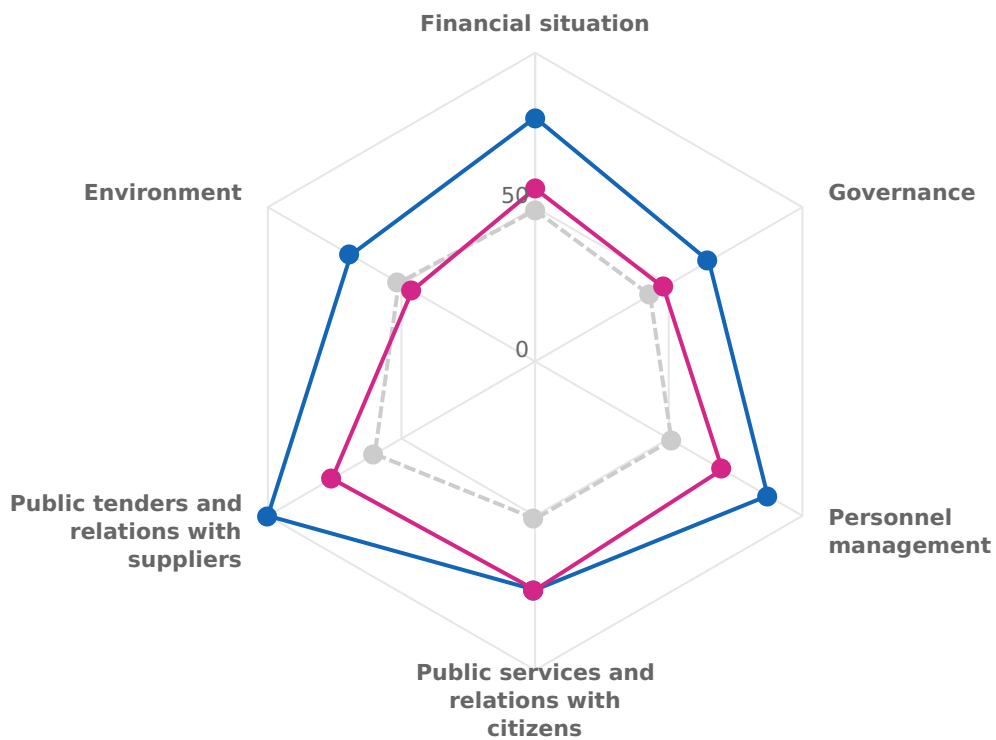 Financial situation
Environment
Governance
50
0
Public tenders and
relations with
suppliers
Personnel
management
Public services and
relations with
citizens